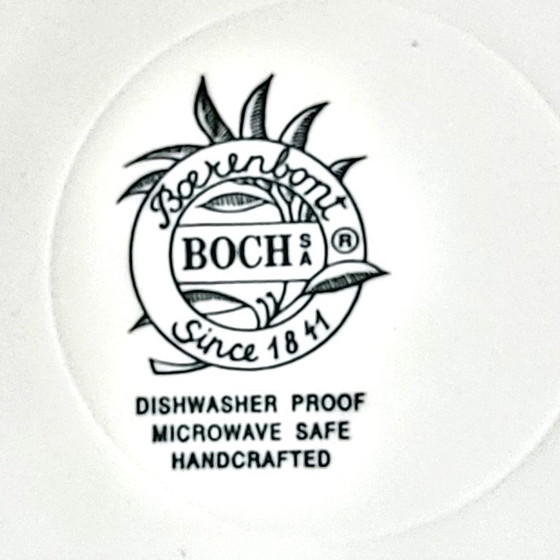 Boerenbont
BOCH SA
®
Since 1841
DISHWASHER PROOF
MICROWAVE SAFE
HANDCRAFTED